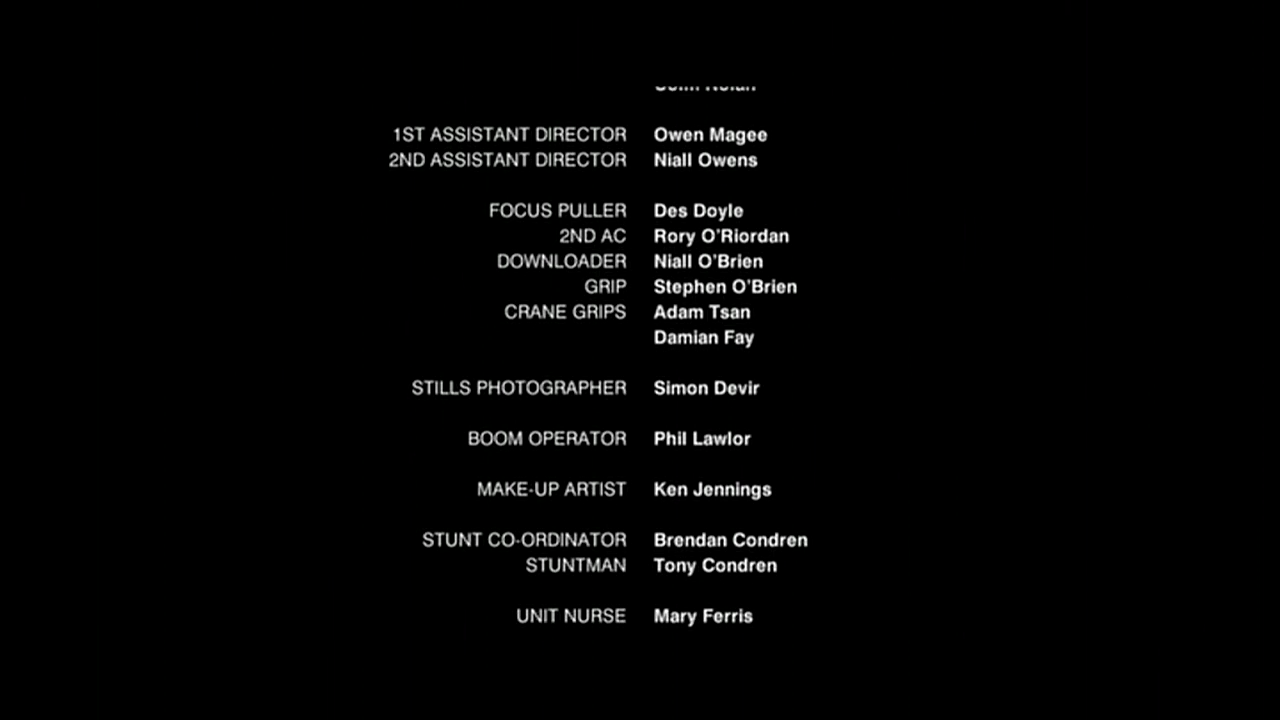 1ST ASSISTANT DIRECTOR Owen Magee
2ND ASSISTANT DIRECTOR Niall Owens
FOCUS PULLER Des Doyle
2ND AC Rory O'Riordan
DOWNLOADER Niall O'Brien
GRIP Stephen O'Brien
CRANE GRIPS Adam Tsan
Damian Fay
STILLS PHOTOGRAPHER Simon Devir
BOOM OPERATOR Phil Lawlor
MAKE-UP ARTIST Ken Jennings
STUNT CO-ORDINATOR Brendan Condren
STUNTMAN Tony Condren
UNIT NURSE Mary Ferris